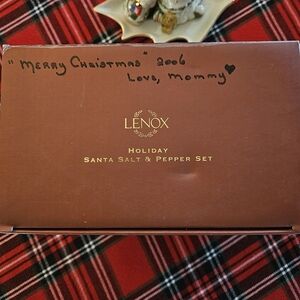 "Merry Christmas" 2006
Love, Mommy♥
LENOX
HOLIDAY
SANTA SALT & PEPPER SET